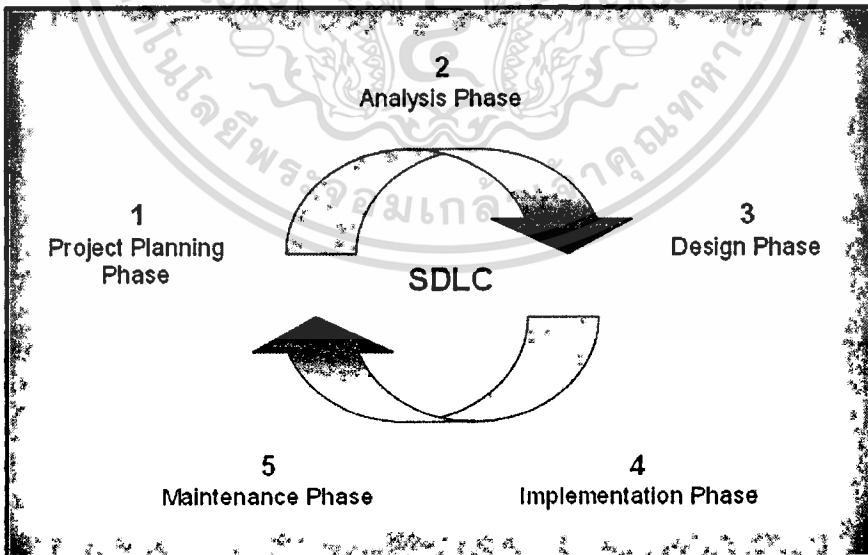 2
Analysis Phase
1
Project Planning
Phase
3
Design Phase
SDLC
5
Maintenance Phase
4
Implementation Phase